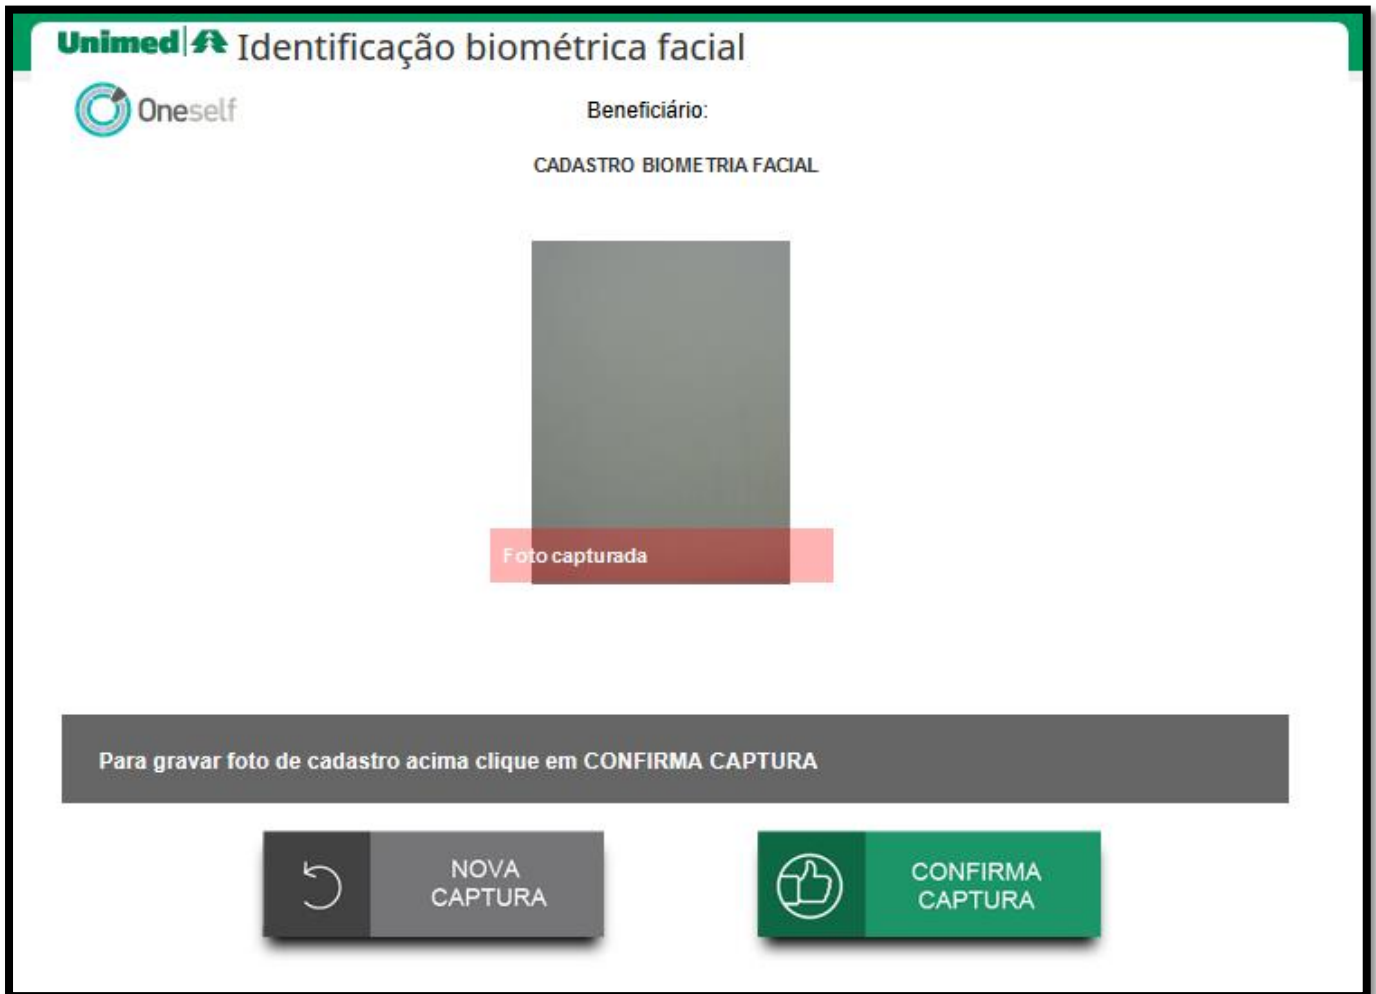 Unimed Identificação biométrica facial
Oneself
Beneficiário:
CADASTRO BIOMETRIA FACIAL
Foto capturada
Para gravar foto de cadastro acima clique em CONFIRMA CAPTURA
NOVA
CAPTURA
CONFIRMA
CAPTURA